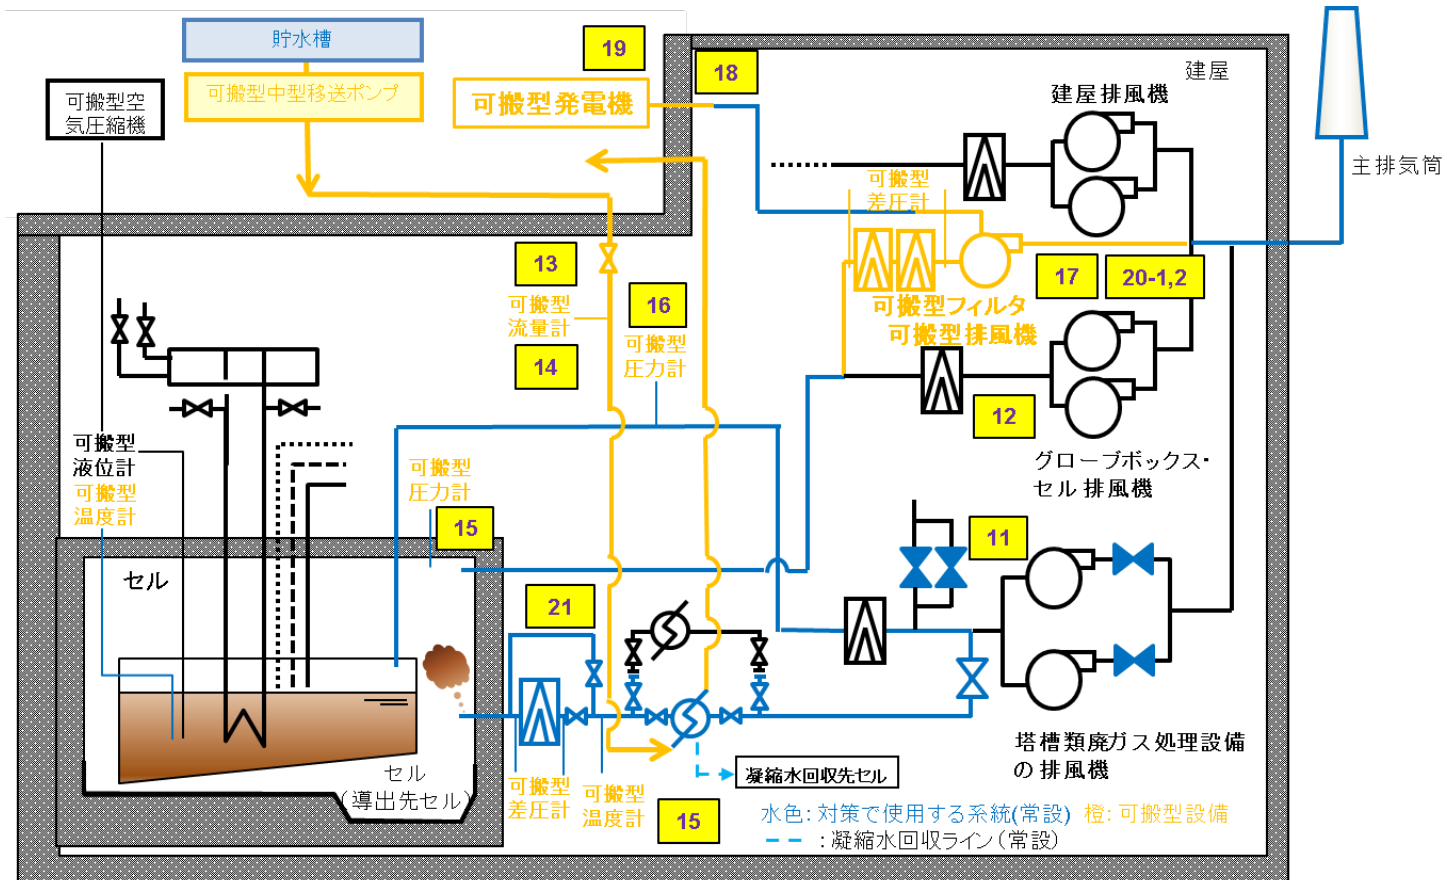 貯水槽
可搬型中型移送ポンプ
可搬型空
気圧縮機
19
可搬型発電機
18
建屋
建屋排風機
主排気筒
可搬型
差圧計
13
可搬型
流量計
14
16
可搬型
圧力計
17
20-1,2
可搬型フィルタ
可搬型排風機
12
グローブボックス・
セル排風機
可搬型
液位計
可搬型
温度計
可搬型
圧力計
15
11
セル
21
塔槽類廃ガス処理設備
の排風機
セル
(導出先セル)
可搬型
差圧計
可搬型
温度計
15
凝縮水回収先セル
水色:対策で使用する系統(常設) 橙:可搬型設備
:凝縮水回収ライン(常設)